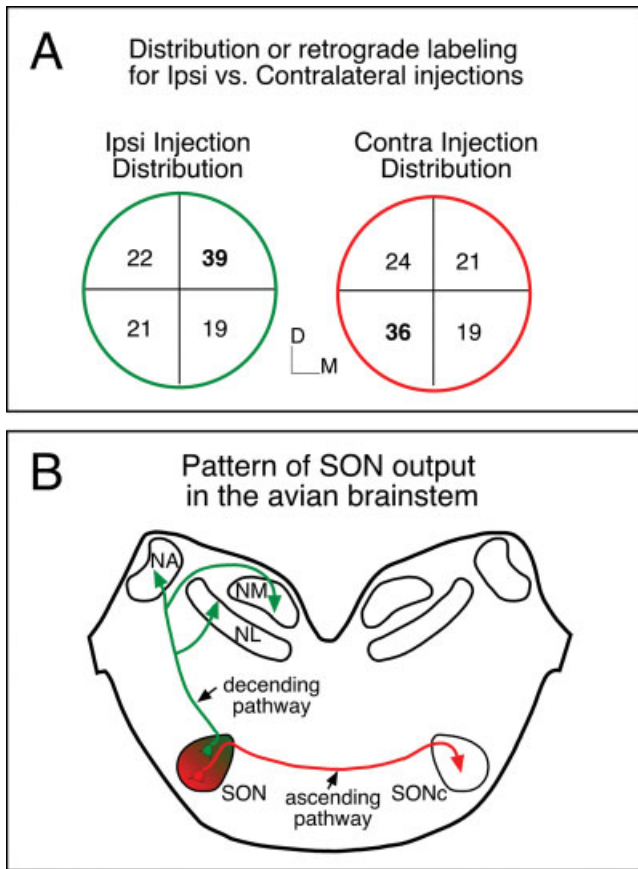 A
Distribution or retrograde labeling
for Ipsi vs. Contralateral injections
Ipsi Injection
Distribution
22 39
21 19
D
M
Contra Injection
Distribution
24 21
36 19
B
Pattern of SON output
in the avian brainstem
NA
NM
NL
decending
pathway
SON
ascending
pathway
SONc